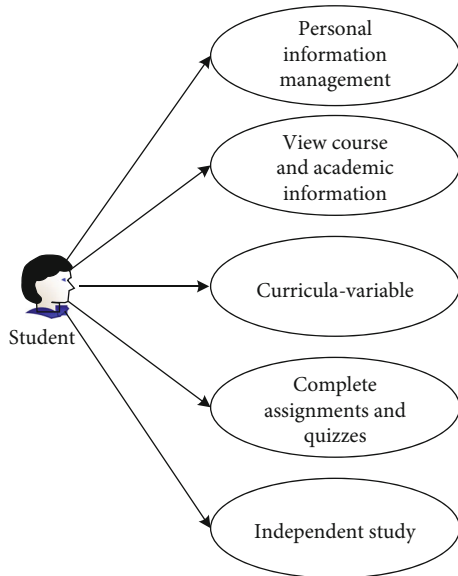 Personal
information
management
View course
and academic
information
Curricula-variable
Student
Complete
assignments and
quizzes
Independent study